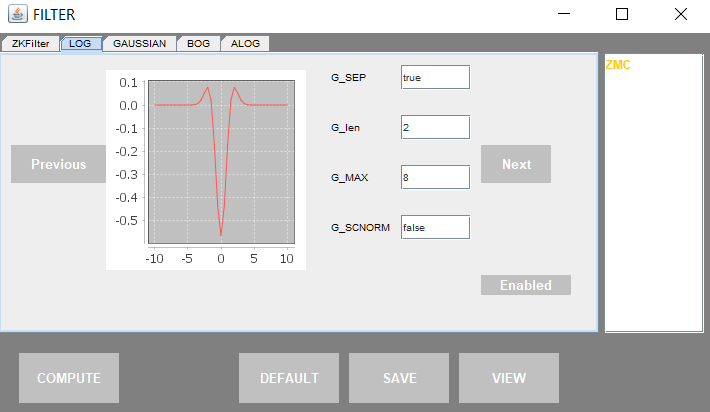 FILTER
ZKFilter LOG GAUSSIAN BOG ALOG
ZMC
Previous
0.1
0.0
-0.1
-0.2
-0.3
-0.4
-0.5
-10 -5 0 5 10
G_SEP true
G_len 2
G_MAX 8
G_SCNORM false
Next
Enabled
COMPUTE DEFAULT SAVE VIEW